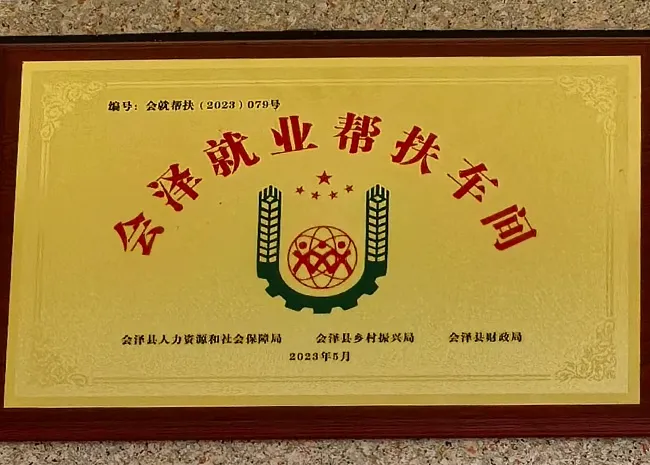 编号：会就帮扶（2023）079号
会泽就业帮扶车间
会泽县人力资源和社会保障局 会泽县乡村振兴局 会泽县财政局
2023年5月